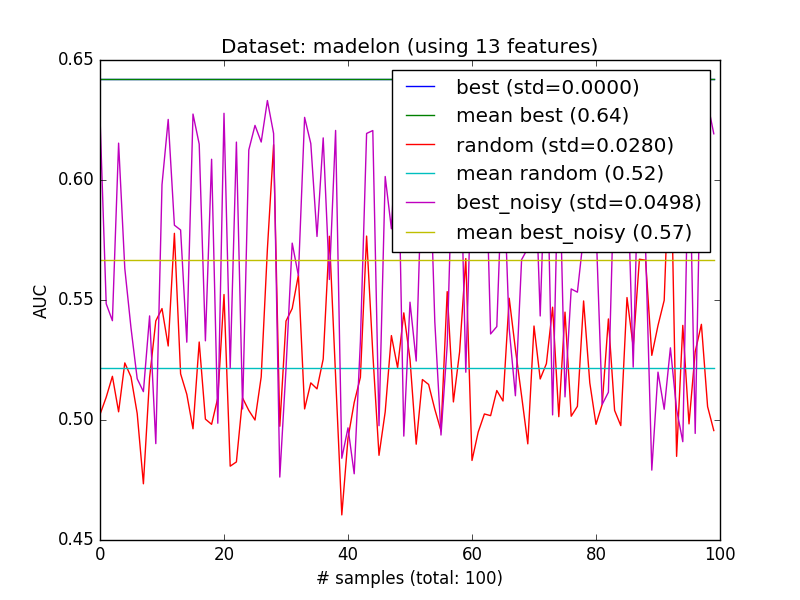 Dataset: madelon (using 13 features)
0.65
0.60
0.55
0.50
0.45
AUC
best (std=0.0000)
mean best (0.64)
random (std=0.0280)
mean random (0.52)
best_noisy (std=0.0498)
mean best_noisy (0.57)
0 20 40 60 80 100
# samples (total: 100)